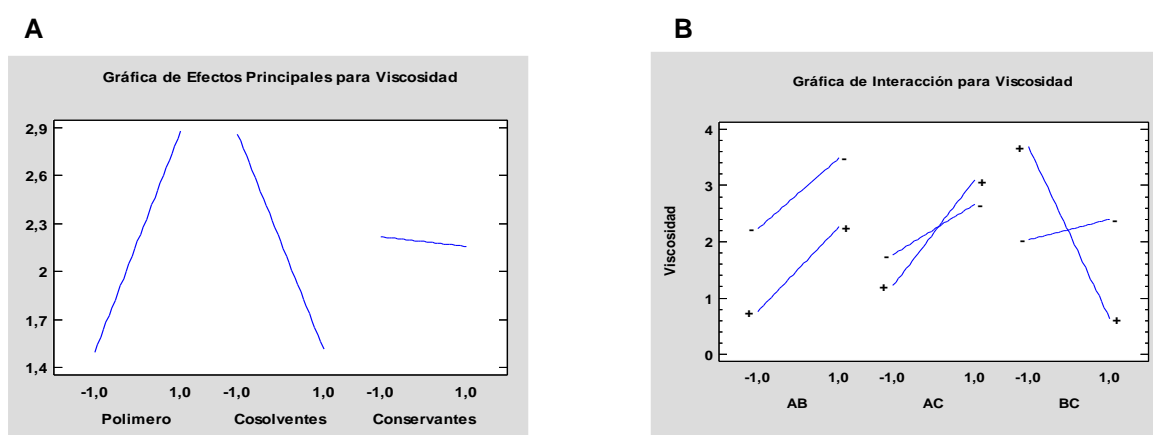 A
Gráfica de Efectos Principales para Viscosidad
2,9
2,6
2,3
2
1,7
1,4
-1,0 1,0 -1,0 1,0 -1,0 1,0
Polimero Cosolventes Conservantes
B
Gráfica de Interacción para Viscosidad
Viscosidad
4
3
2
1
0
- - + + - + - + + - - +
-1,0 1,0 -1,0 1,0 -1,0 1,0
AB AC BC